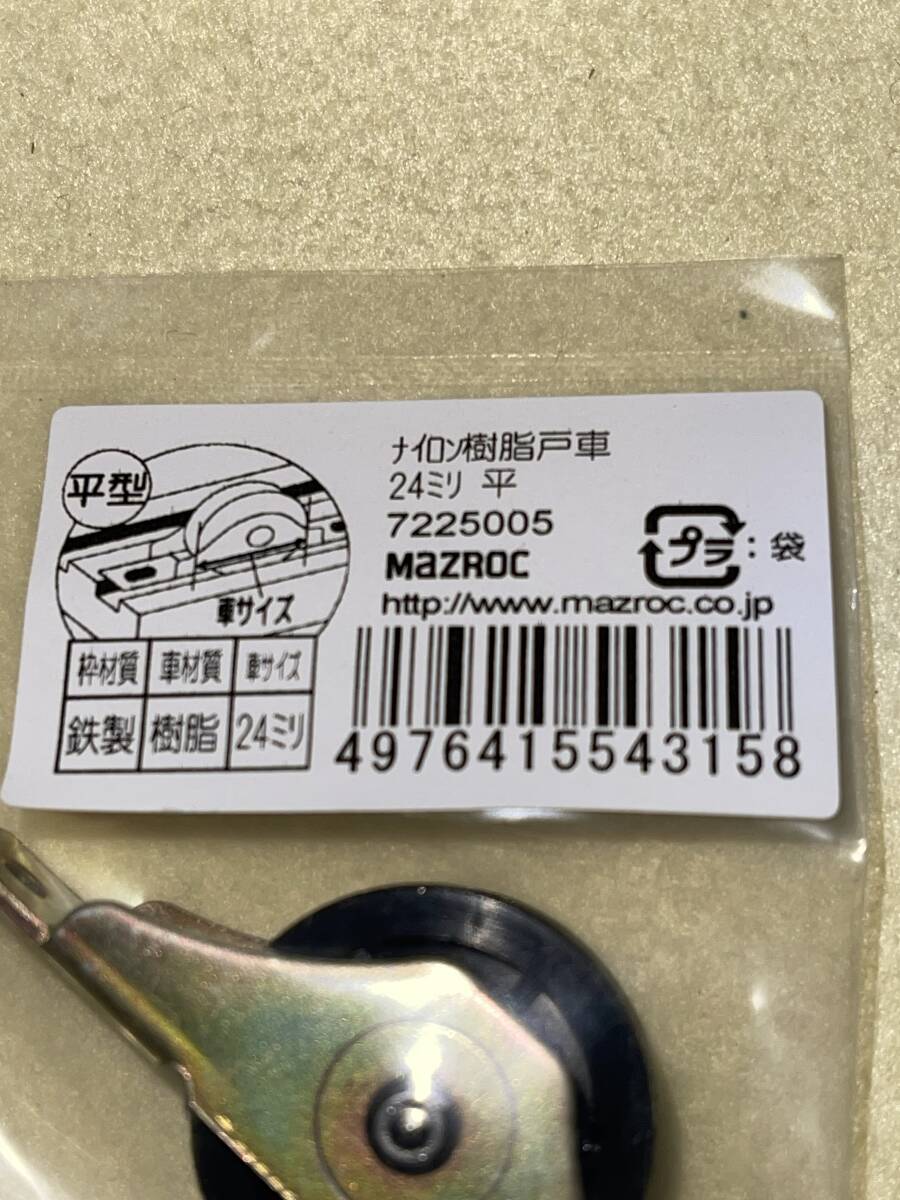 平型
車サイズ
枠材質 車材質 車サイズ
鉄製 樹脂 24ミリ
ナイロン樹脂戸車
24ミリ 平
7225005
MAZROC
プラ : 袋
http://www.mazroc.co.jp
4976415543158